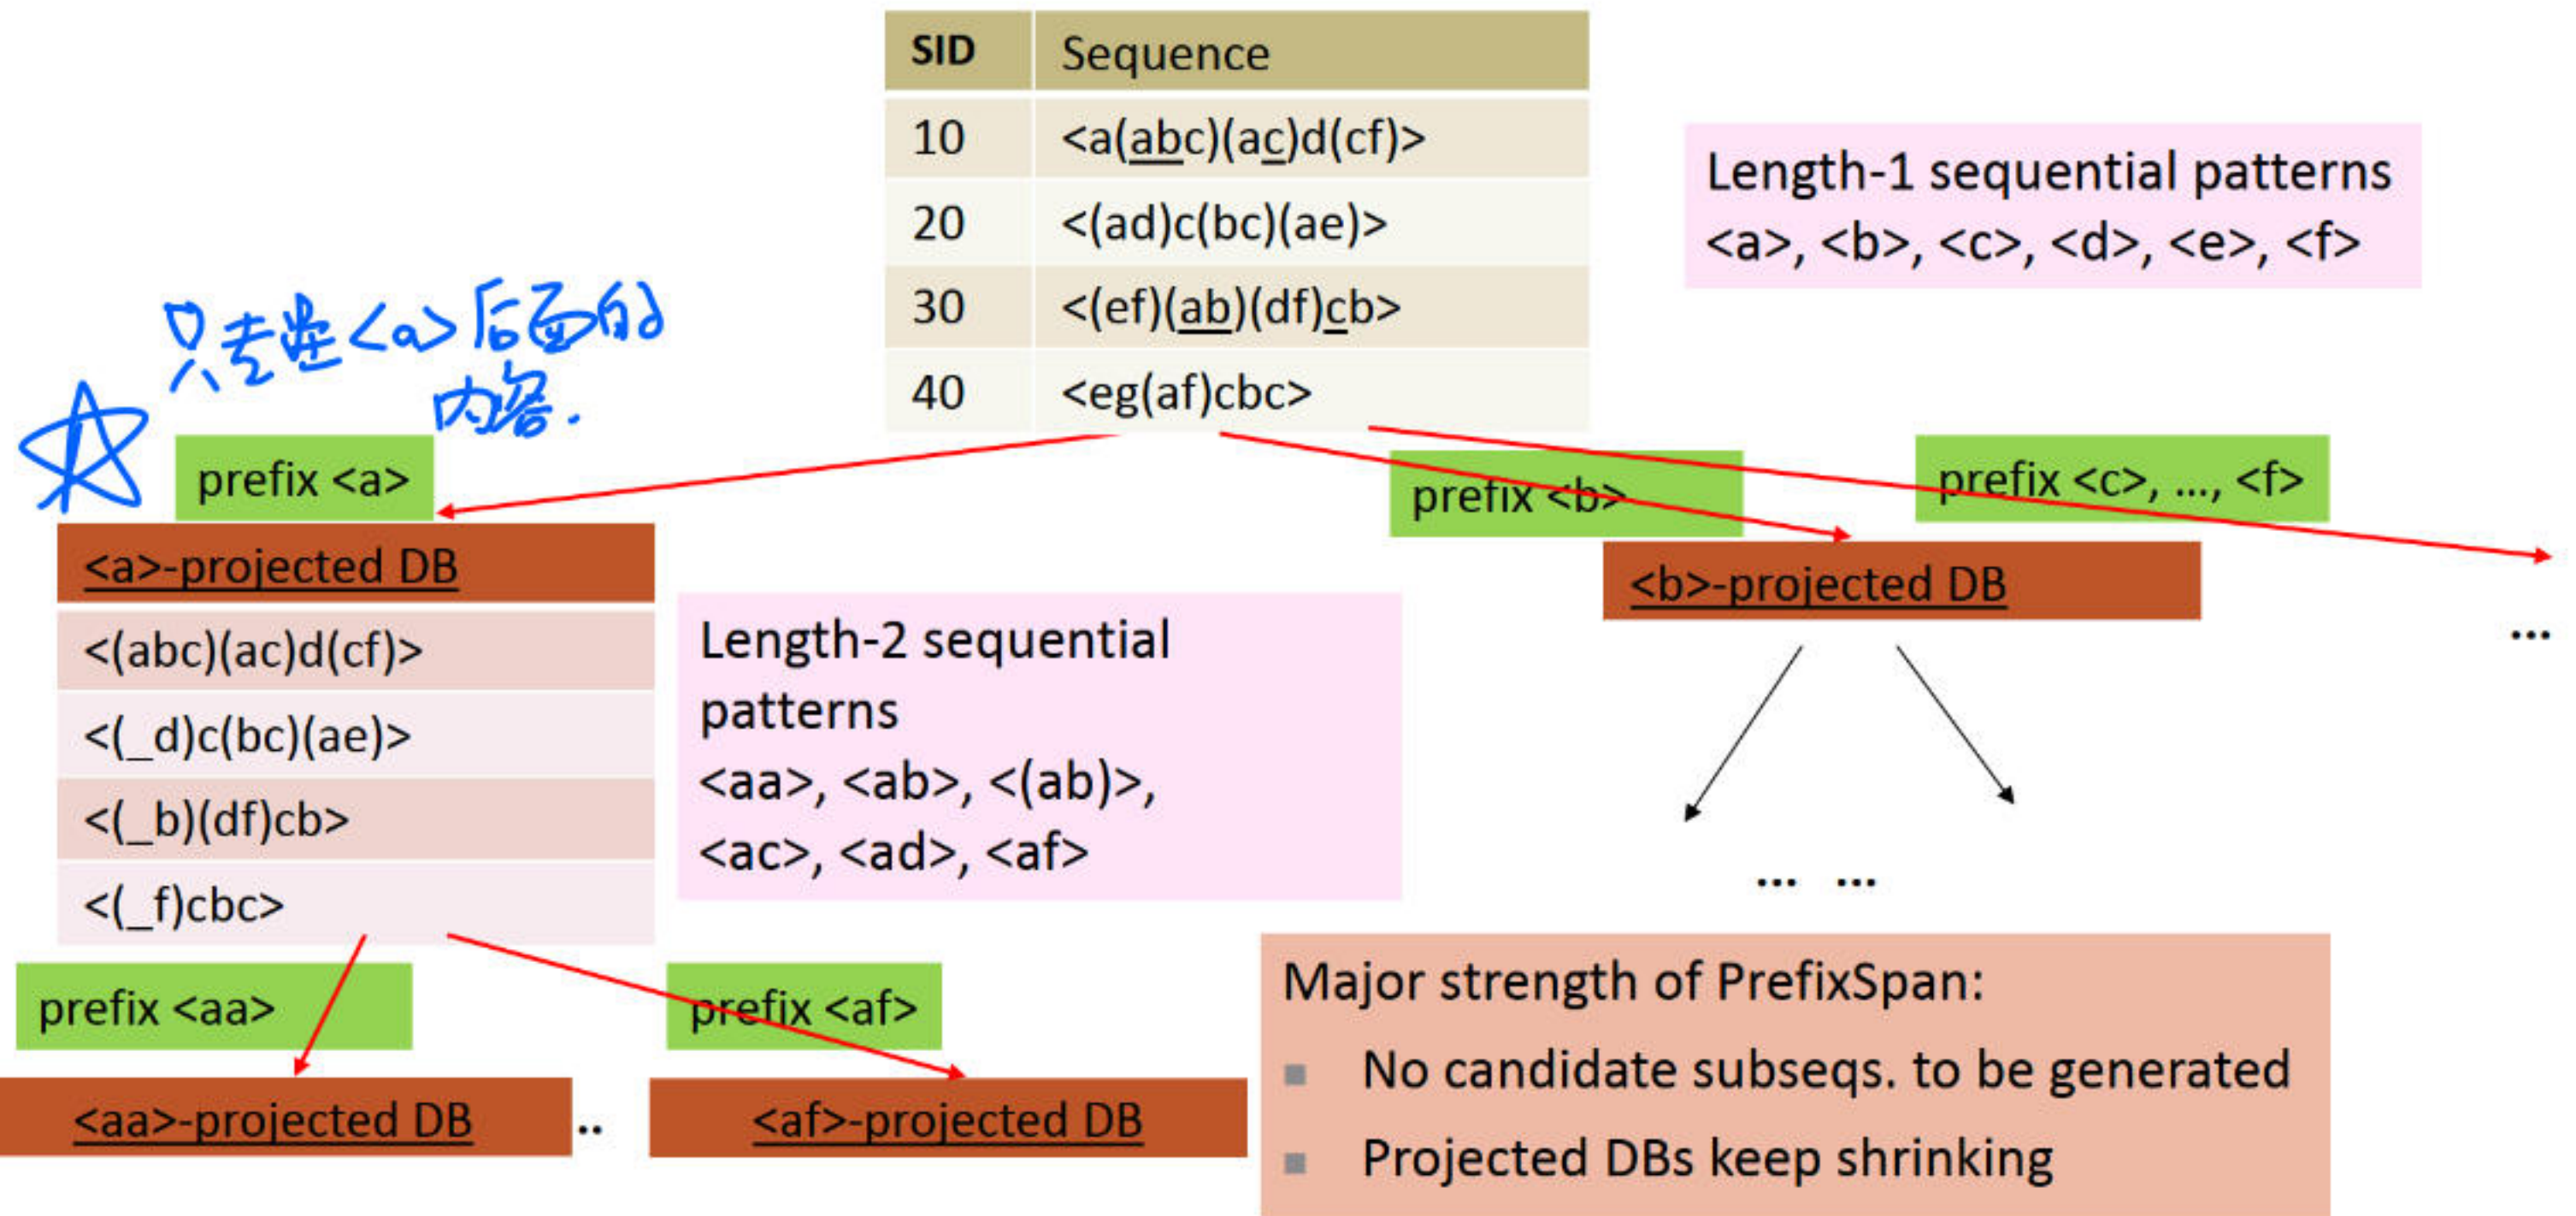 SID Sequence
10 <a(abc)(ac)d(cf)>
20 <(ad)c(bc)(ae)>
30 <(ef)(ab)(df)cb>
40 <eg(af)cbc>
Length-1 sequential patterns
<a>, <b>, <c>, <d>, <e>, <f>
只考虑<a>后面的
内容.
prefix <a>
prefix <b>
prefix <c>, ..., <f>
<a>-projected DB
<(abc)(ac)d(cf)>
<(_d)c(bc)(ae)>
<(_b)(df)cb>
<(_f)cbc>
Length-2 sequential
patterns
<aa>, <ab>, <(ab)>,
<ac>, <ad>, <af>
<b>-projected DB
...
... ...
prefix <aa>
prefix <af>
<aa>-projected DB
..
<af>-projected DB
Major strength of PrefixSpan:
▪ No candidate subseqs. to be generated
▪ Projected DBs keep shrinking